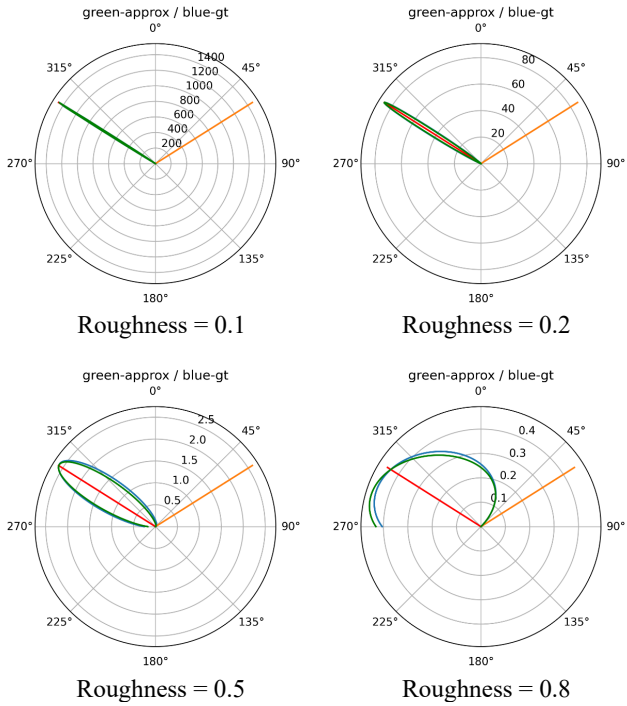 green-approx / blue-gt green-approx / blue-gt
0° 0°
315° 1400 45° 315° 80 45°
1200
1000 60
800
600 40
400
200 20
270° 90° 270° 90°
225° 135° 225° 135°
180° 180°
Roughness = 0.1 Roughness = 0.2
green-approx / blue-gt green-approx / blue-gt
0° 0°
315° 2.5 45° 315° 0.4 45°
2.0 0.3
1.5
1.0 0.2
0.5 0.1
270° 90° 270° 90°
225° 135° 225° 135°
180° 180°
Roughness = 0.5 Roughness = 0.8